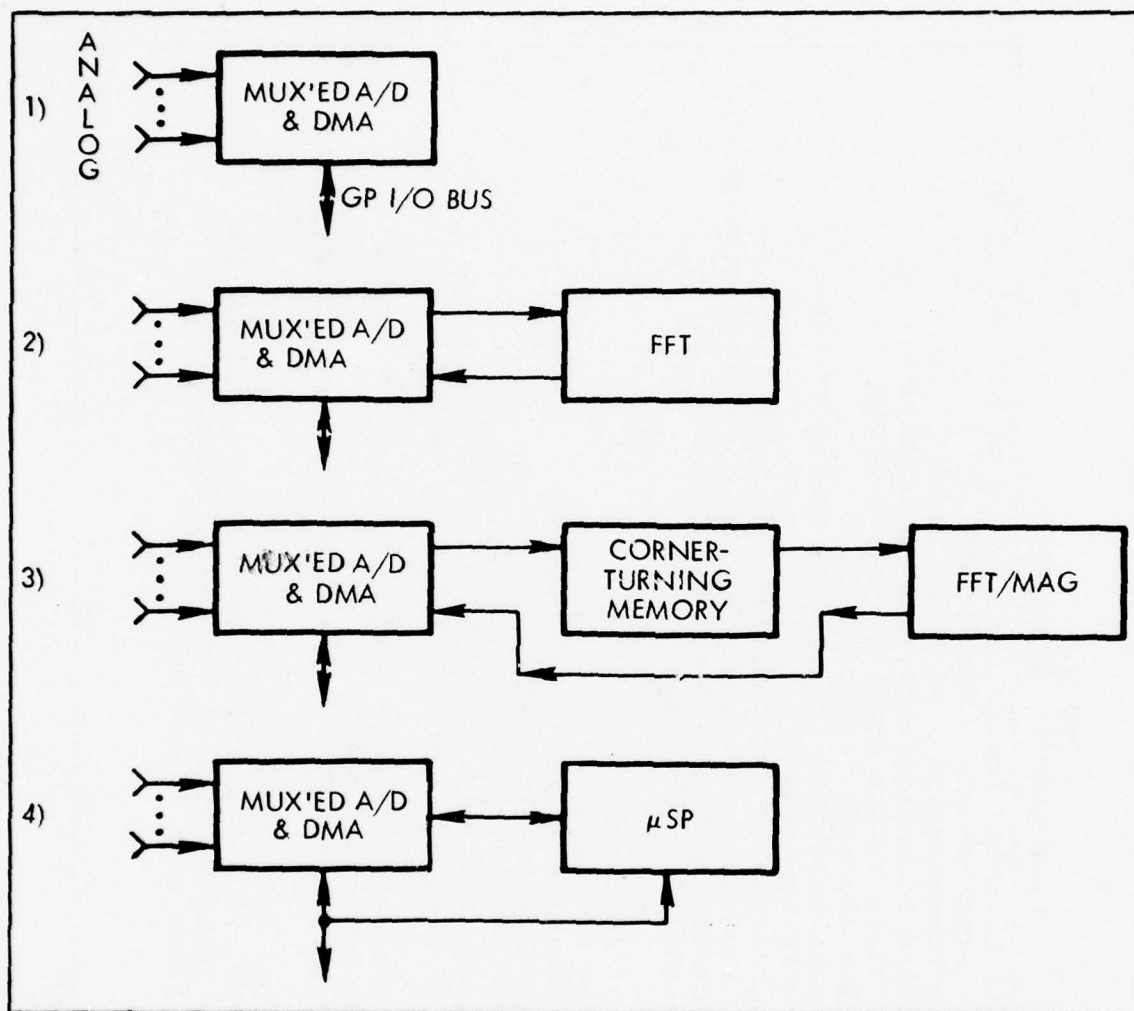 ANALOG
1)
MUX'ED A/D
& DMA
GP I/O BUS
2)
MUX'ED A/D
& DMA
FFT
3)
MUX'ED A/D
& DMA
CORNER-
TURNING
MEMORY
FFT/MAG
4)
MUX'ED A/D
& DMA
μSP